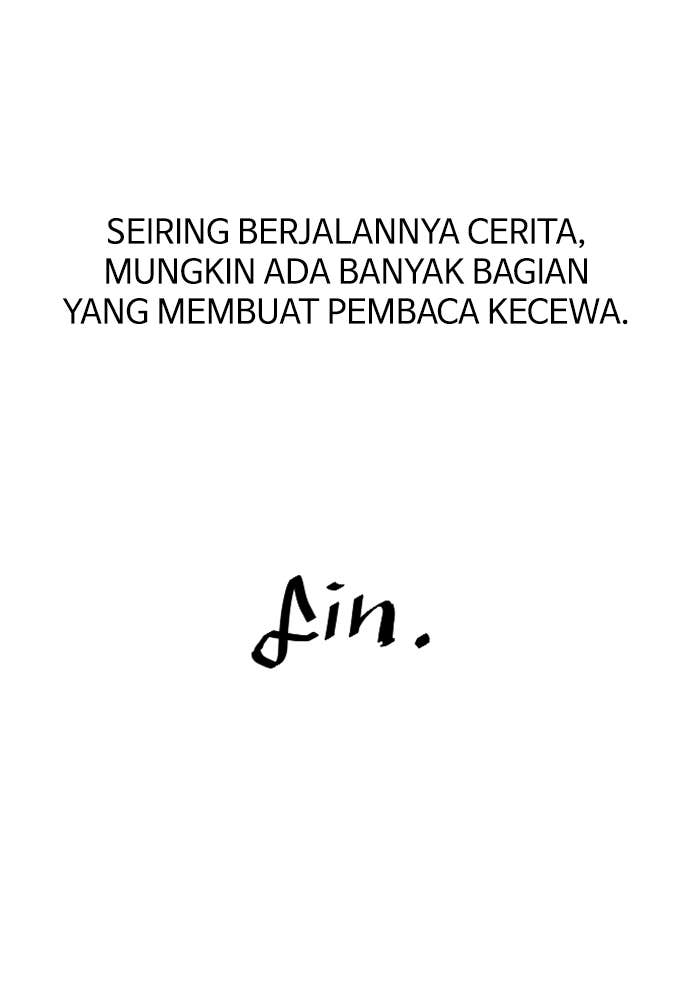 SEIRING BERJALANNYA CERITA,
MUNGKIN ADA BANYAK BAGIAN
YANG MEMBUAT PEMBACA KECEWA.
fin.